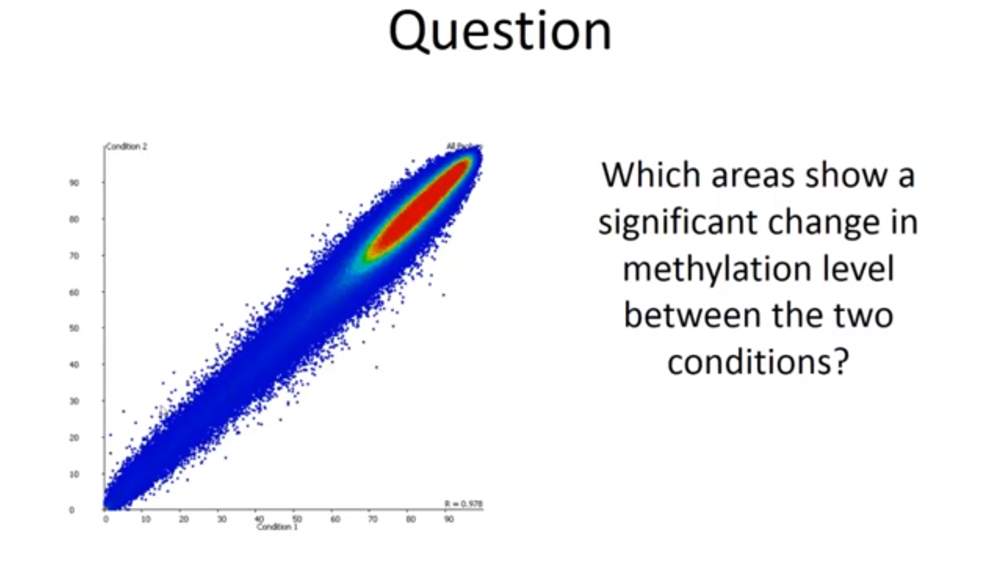 Question
Condition 2
All Probes
Which areas show a
significant change in
methylation level
between the two
conditions?
90
80
70
60
50
40
30
20
10
0
R = 0.978
0 10 20 30 40 50 60 70 80 90
Condition 1